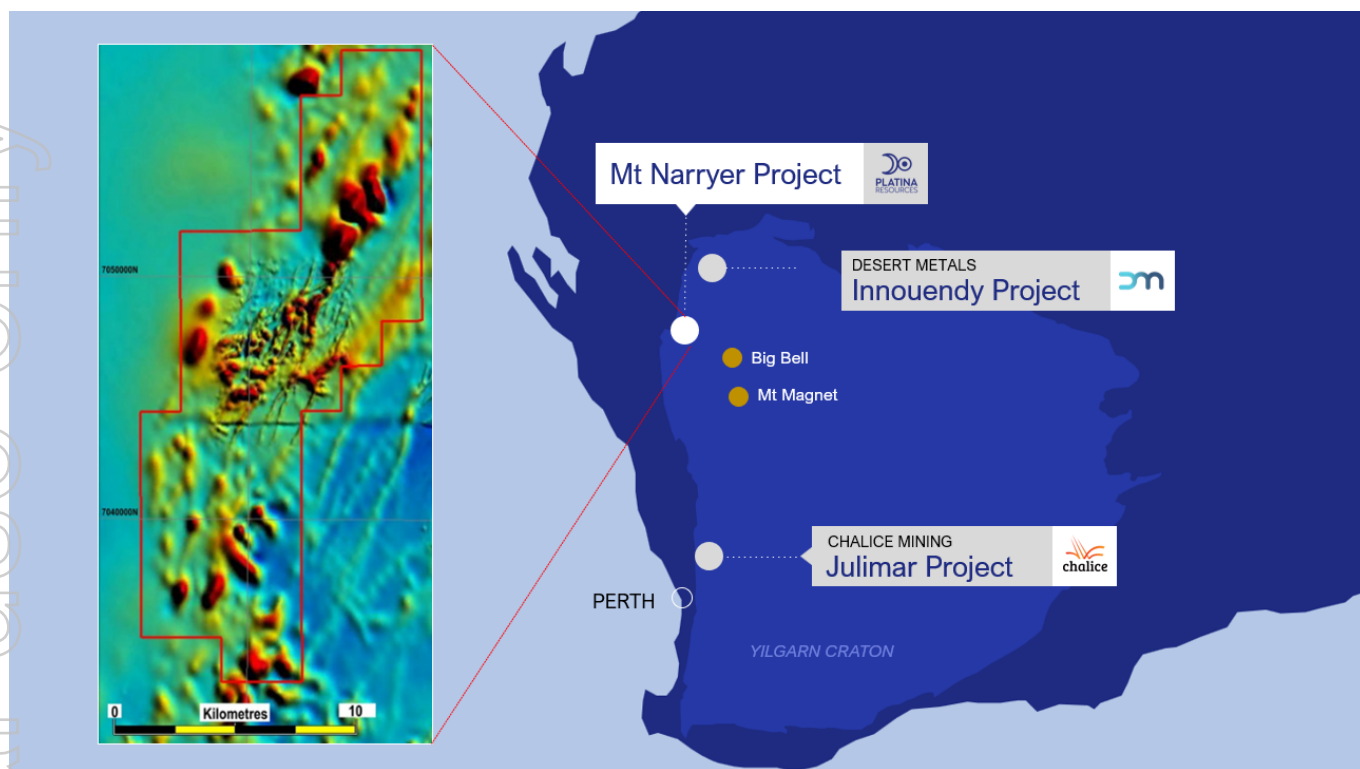 Mt Narryer Project
PLATINA
RESOURCES
DESERT METALS
Innouendy Project
Big Bell
Mt Magnet
CHALICE MINING
Julimar Project
chalice
PERTH
YILGARN CRATON
7050000N
7040000N
0 Kilometres 10